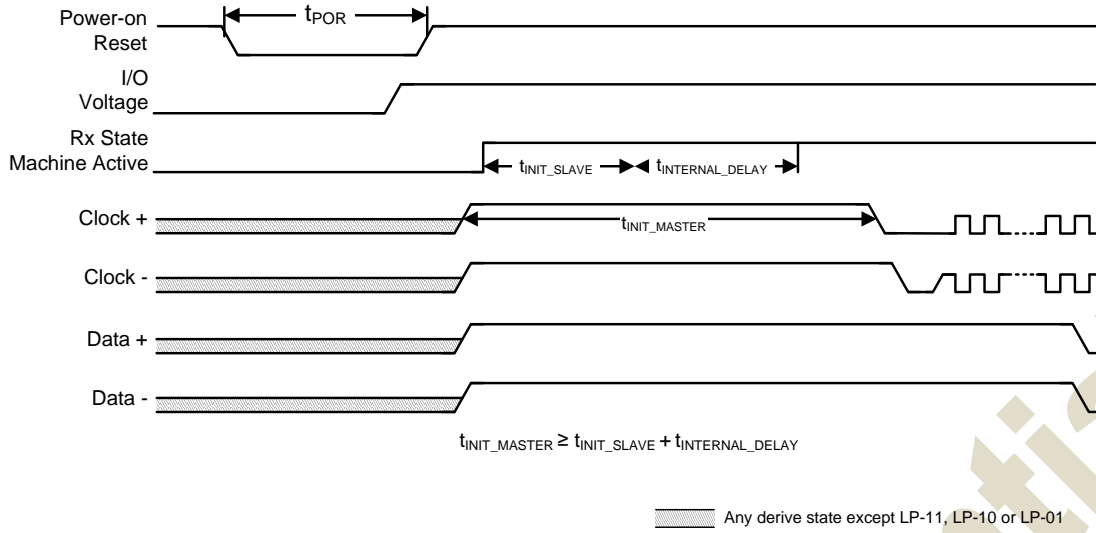 Power-on
Reset
tPOR
I/O
Voltage
Rx State
Machine Active
tINIT_SLAVE
tINTERNAL_DELAY
Clock +
tINIT_MASTER
Clock -
Data +
Data -
tINIT_MASTER ≥ tINIT_SLAVE + tINTERNAL_DELAY
Any derive state except LP-11, LP-10 or LP-01